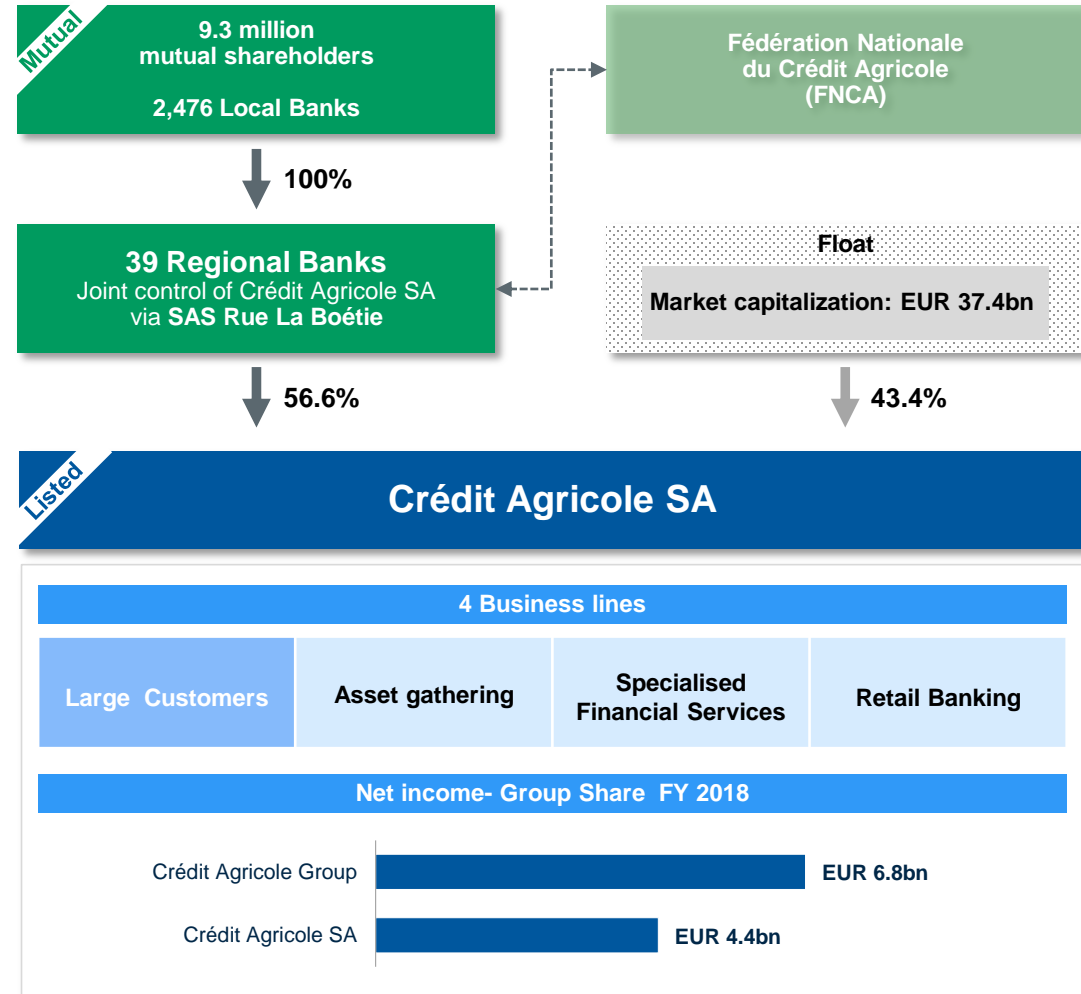 Mutual
9.3 million
mutual shareholders
2,476 Local Banks
Fédération Nationale
du Crédit Agricole
(FNCA)
100%
39 Regional Banks
Joint control of Crédit Agricole SA
via SAS Rue La Boétie
Float
Market capitalization: EUR 37.4bn
56.6%
43.4%
Listed
Crédit Agricole SA
4 Business lines
Large Customers
Asset gathering
Specialised
Financial Services
Retail Banking
Net income- Group Share FY 2018
Crédit Agricole Group
EUR 6.8bn
Crédit Agricole SA
EUR 4.4bn